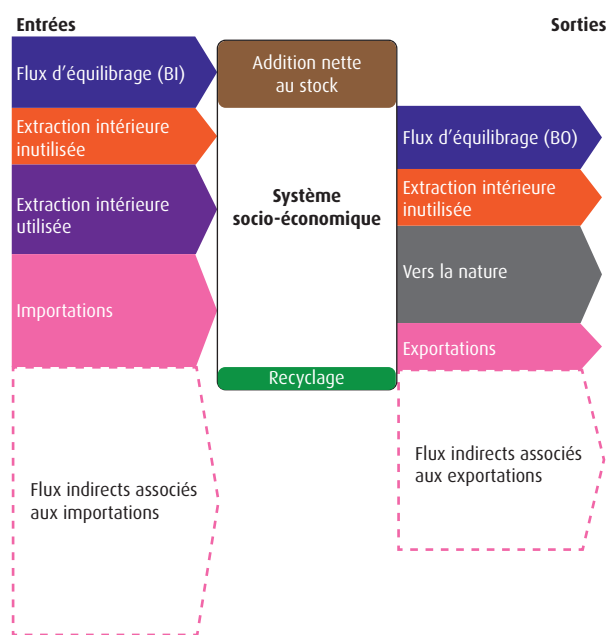 Entrées
Sorties
Flux d'équilibrage (BI)
Extraction intérieure
inutilisée
Extraction intérieure
utilisée
Importations
Flux indirects associés
aux importations
Addition nette
au stock
Système
socio-économique
Recyclage
Flux d'équilibrage (BO)
Extraction intérieure
inutilisée
Vers la nature
Exportations
Flux indirects associés
aux exportations